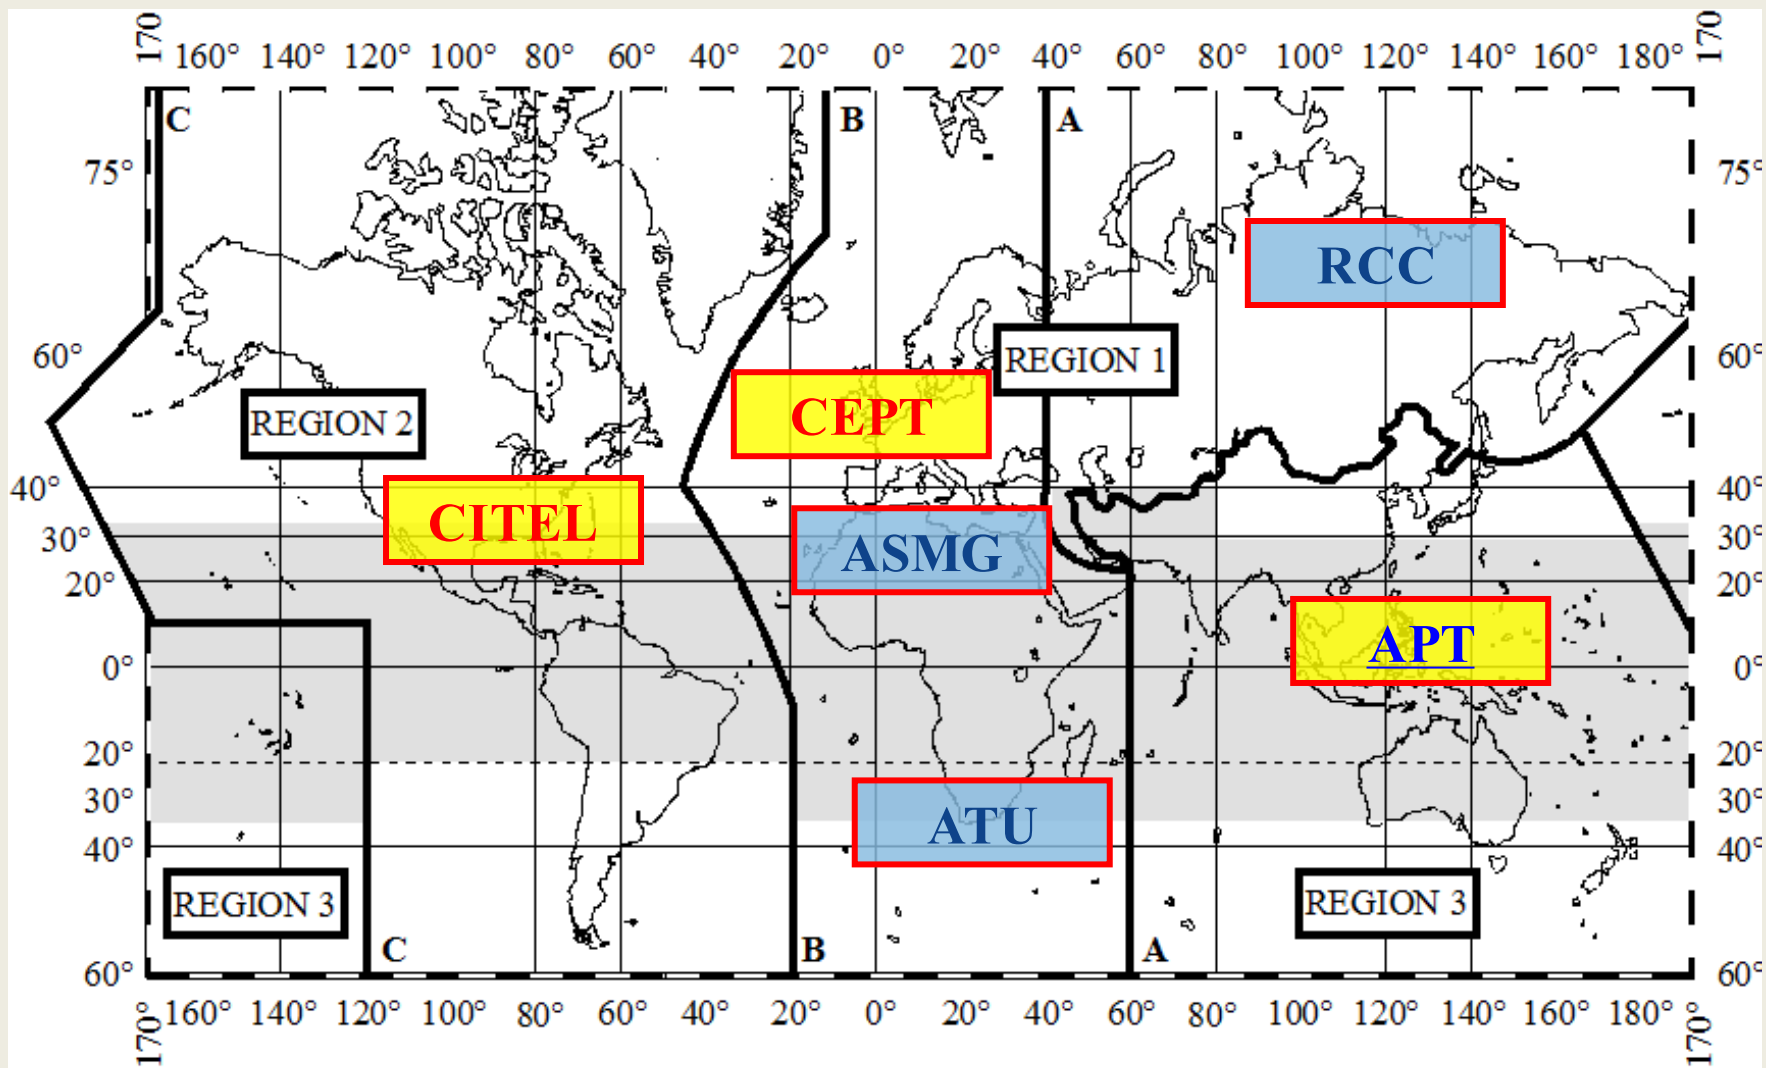 170 160° 140° 120° 100° 80° 60° 40° 20° 0° 20° 40° 60° 80° 100° 120° 140° 160° 180° 170
C B A
75° 75°
RCC
60° REGION 1 60°
REGION 2 CEPT
40° CITEL 40°
30° ASMG 30°
20° 20°
0° APT 0°
20° 20°
30° ATU 30°
40° 40°
REGION 3 REGION 3
C B A
60° 60°
170° 160° 140° 120° 100° 80° 60° 40° 20° 0° 20° 40° 60° 80° 100° 120° 140° 160° 180° 170°